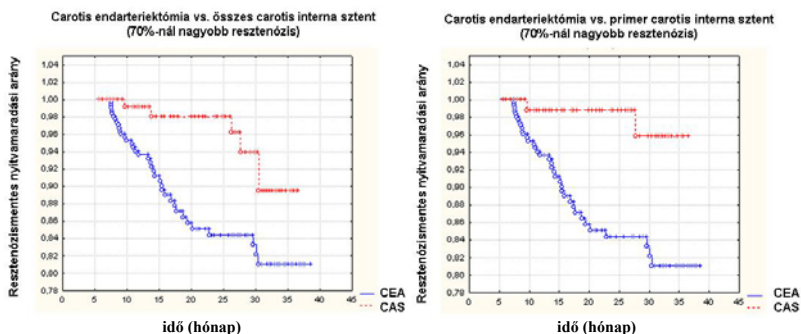 Carotis endarteriektómia vs. összes carotis interna sztent
(70%-nál nagyobb resztenózis)
Resztenózismentes nyitvamaradási arány
1,04
1,02
1,00
0,98
0,96
0,94
0,92
0,90
0,88
0,86
0,84
0,82
0,80
0,78
0 5 10 15 20 25 30 35 40 45
CEA
CAS
idő (hónap)
Carotis endarteriektómia vs. primer carotis interna sztent
(70%-nál nagyobb resztenózis)
Resztenózismentes nyitvamaradási arány
1,04
1,02
1,00
0,98
0,96
0,94
0,92
0,90
0,88
0,86
0,84
0,82
0,80
0,78
0 5 10 15 20 25 30 35 40 45
CEA
CAS
idő (hónap)